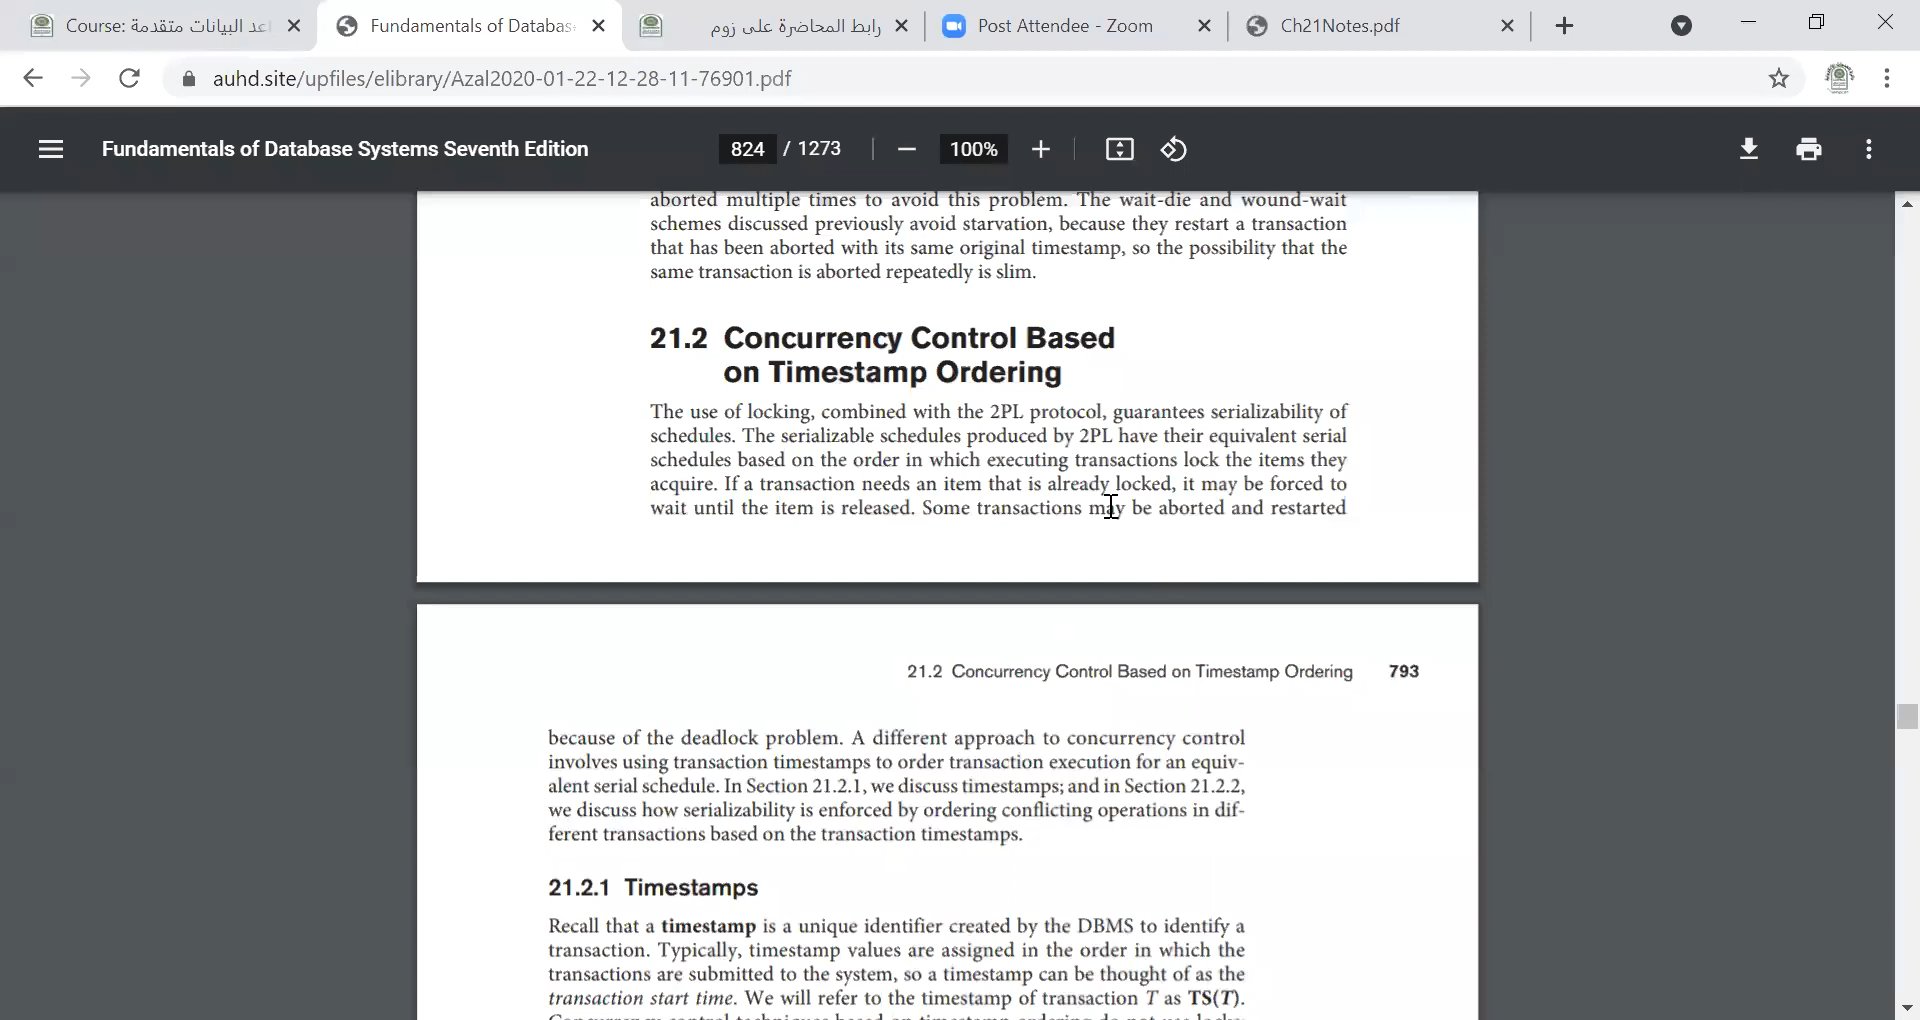 Course: قواعد البيانات متقدمة
Fundamentals of Databas
رابط المحاضرة على زوم
Post Attendee - Zoom
Ch21Notes.pdf
auhd.site/upfiles/elibrary/Azal2020-01-22-12-28-11-76901.pdf
Fundamentals of Database Systems Seventh Edition
824 / 1273
100%
aborted multiple times to avoid this problem. The wait-die and wound-wait
schemes discussed previously avoid starvation, because they restart a transaction
that has been aborted with its same original timestamp, so the possibility that the
same transaction is aborted repeatedly is slim.
21.2 Concurrency Control Based
on Timestamp Ordering
The use of locking, combined with the 2PL protocol, guarantees serializability of
schedules. The serializable schedules produced by 2PL have their equivalent serial
schedules based on the order in which executing transactions lock the items they
acquire. If a transaction needs an item that is already locked, it may be forced to
wait until the item is released. Some transactions may be aborted and restarted
21.2 Concurrency Control Based on Timestamp Ordering 793
because of the deadlock problem. A different approach to concurrency control
involves using transaction timestamps to order transaction execution for an equiv-
alent serial schedule. In Section 21.2.1, we discuss timestamps; and in Section 21.2.2,
we discuss how serializability is enforced by ordering conflicting operations in dif-
ferent transactions based on the transaction timestamps.
21.2.1 Timestamps
Recall that a timestamp is a unique identifier created by the DBMS to identify a
transaction. Typically, timestamp values are assigned in the order in which the
transactions are submitted to the system, so a timestamp can be thought of as the
transaction start time. We will refer to the timestamp of transaction T as TS(T).